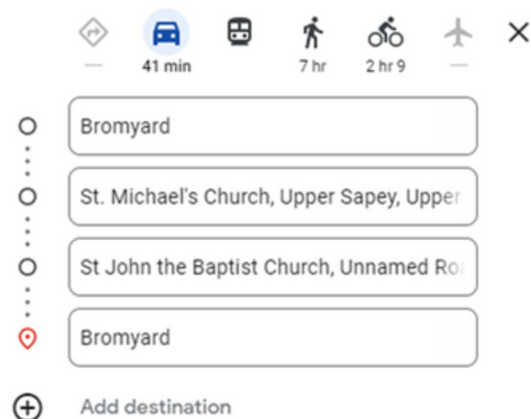 41 min 7 hr 2 hr 9
Bromyard
St. Michael's Church, Upper Sapey, Upper
St John the Baptist Church, Unnamed Roa
Bromyard
Add destination